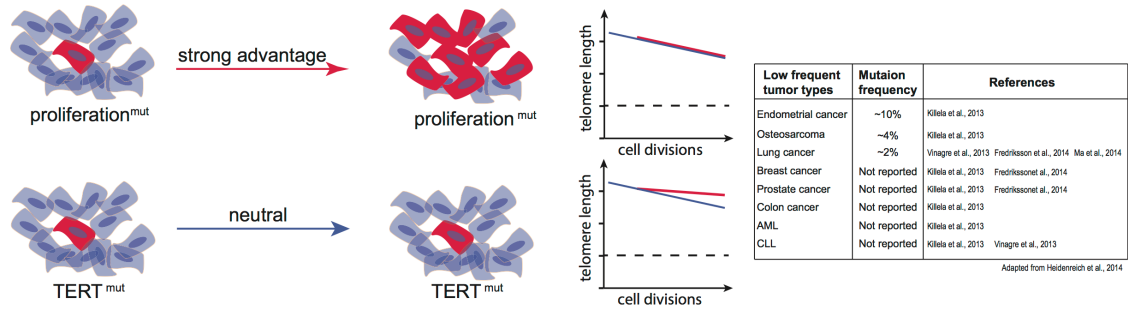 strong advantage
proliferation mut
proliferation mut
telomere length
cell divisions
neutral
TERT mut
TERT mut
telomere length
cell divisions
Low frequent tumor types Mutaion frequency References
Endometrial cancer ~10% Killela et al., 2013
Osteosarcoma ~4% Killela et al., 2013
Lung cancer ~2% Vinagre et al., 2013 Fredriksson et al., 2014 Ma et al., 2014
Breast cancer Not reported Killela et al., 2013 Fredrikssonet al., 2014
Prostate cancer Not reported Killela et al., 2013 Fredrikssonet al., 2014
Colon cancer Not reported Killela et al., 2013
AML Not reported Killela et al., 2013
CLL Not reported Killela et al., 2013 Vinagre et al., 2013
Adapted from Heidenreich et al., 2014